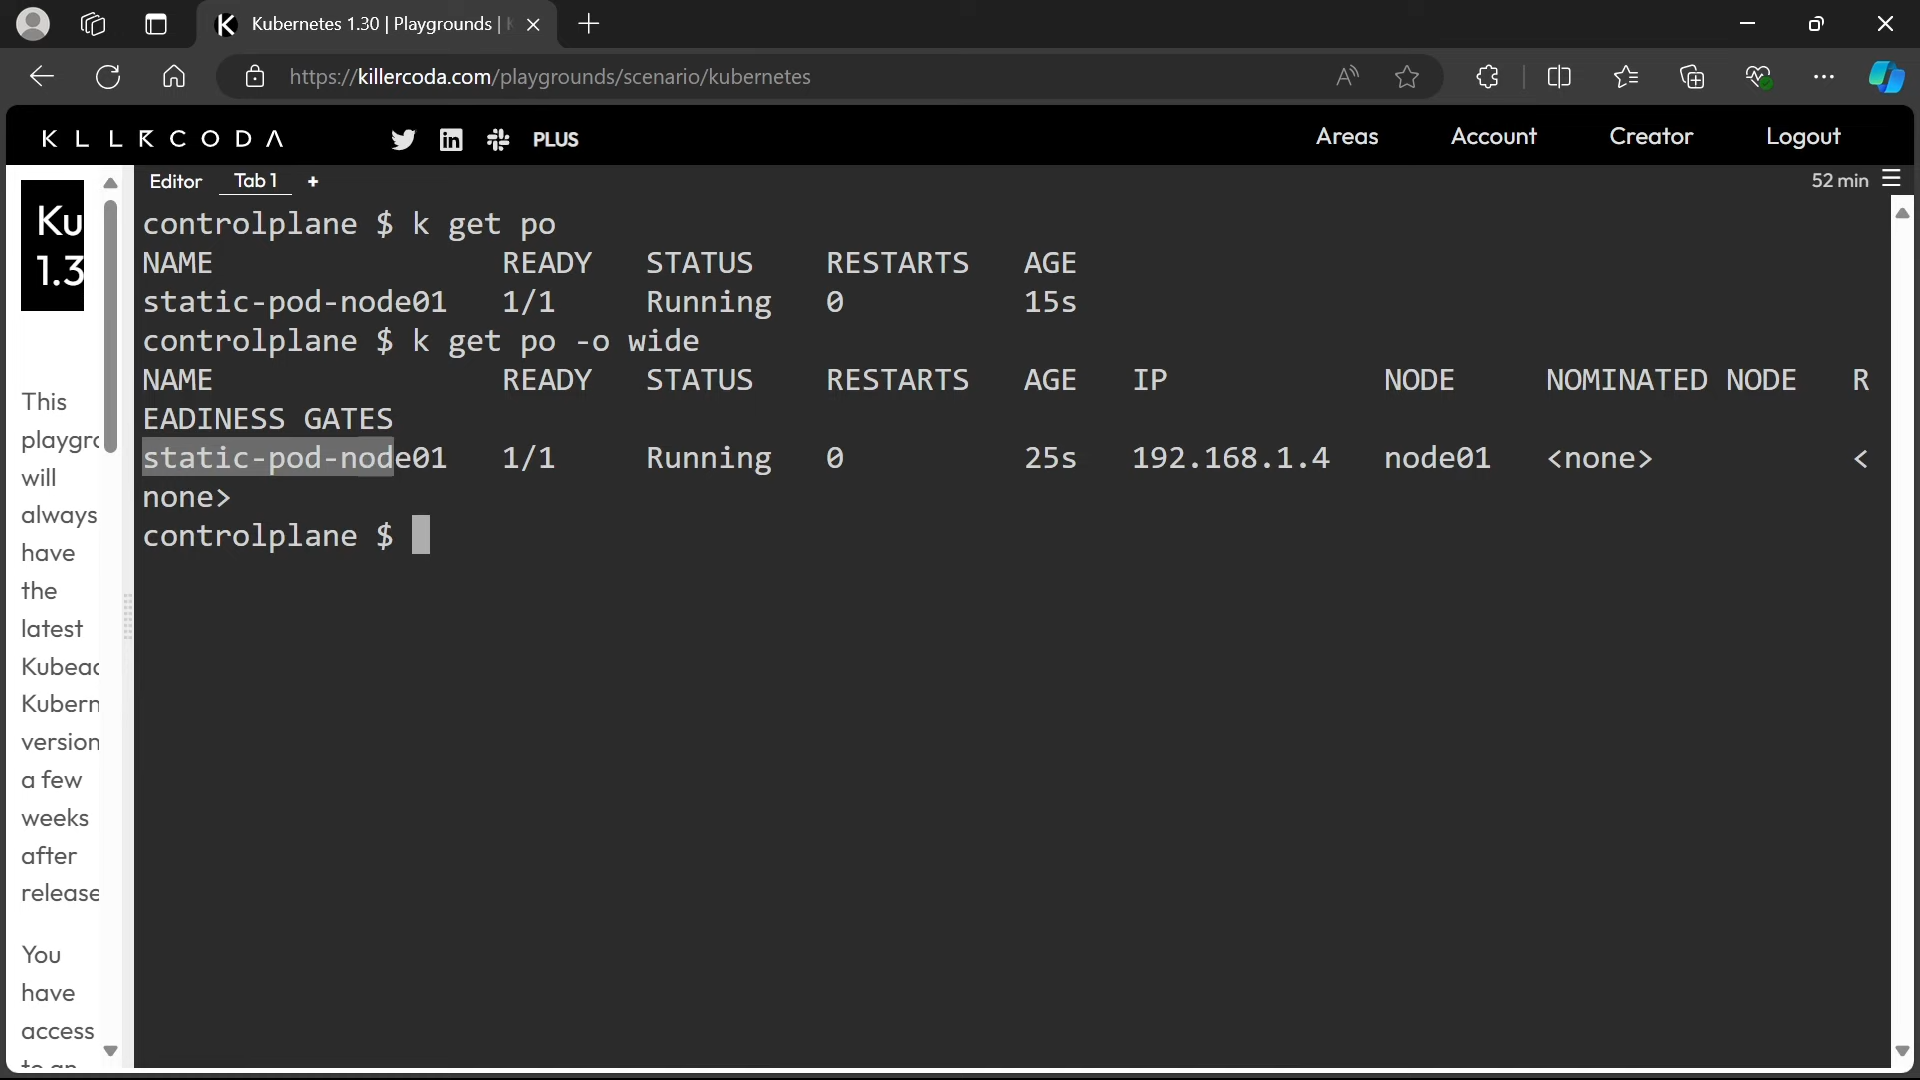 Kubernetes 1.30 | Playgrounds |
https://killercoda.com/playgrounds/scenario/kubernetes
KILLERCODA
PLUS
Areas Account Creator Logout
Ku
1.3
This
playgr
will
always
have
the
latest
Kubea
Kubern
version
a few
weeks
after
release
You
have
access
to an
Editor Tab 1 +
52 min
controlplane $ k get po
NAME READY STATUS RESTARTS AGE
static-pod-node01 1/1 Running 0 15s
controlplane $ k get po -o wide
NAME READY STATUS RESTARTS AGE IP NODE NOMINATED NODE R
EADINESS GATES
static-pod-node01 1/1 Running 0 25s 192.168.1.4 node01 <none> <
none>
controlplane $